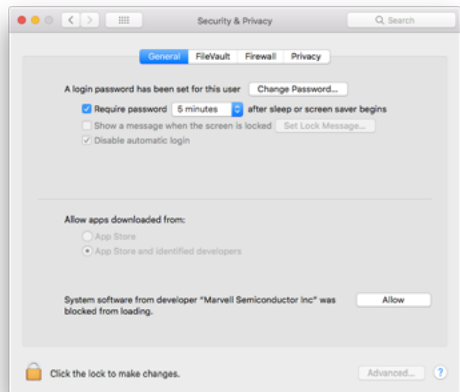 Security & Privacy
Search
General FileVault Firewall Privacy
A login password has been set for this user Change Password...
Require password 5 minutes after sleep or screen saver begins
Show a message when the screen is locked Set Lock Message...
Disable automatic login
Allow apps downloaded from:
App Store
App Store and identified developers
System software from developer "Marvell Semiconductor Inc" was Allow
blocked from loading.
Click the lock to make changes. Advanced... ?